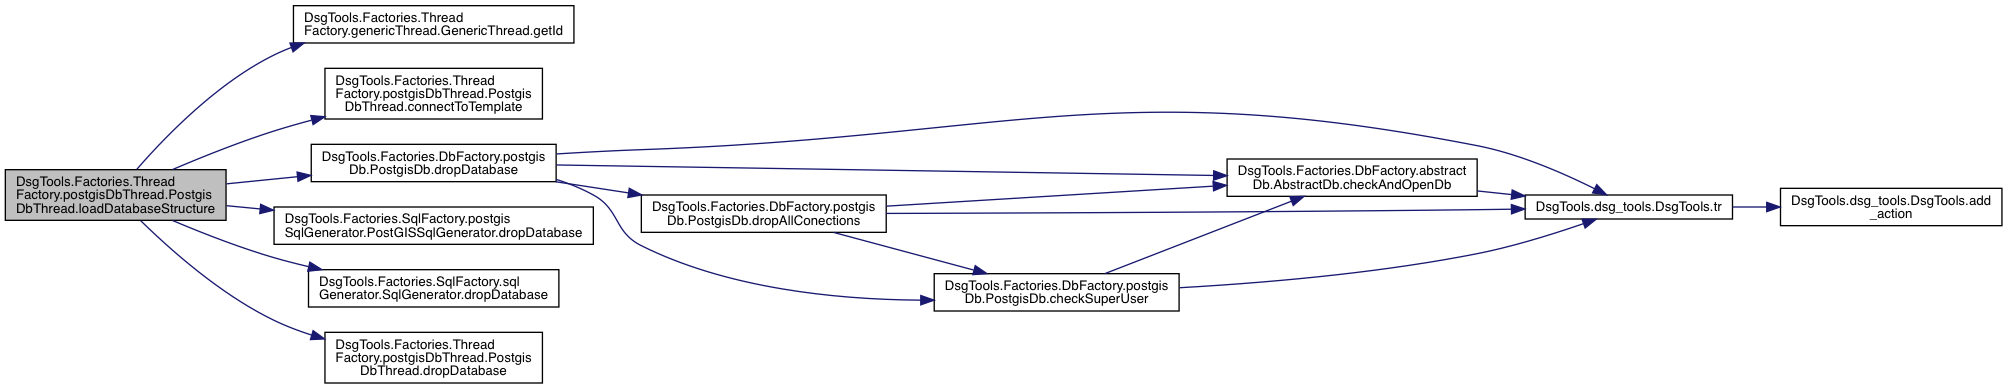 DsgTools.Factories.Thread
Factory.postgisDbThread.Postgis
DbThread.loadDatabaseStructure
DsgTools.Factories.Thread
Factory.genericThread.GenericThread.getId
DsgTools.Factories.Thread
Factory.postgisDbThread.Postgis
DbThread.connectToTemplate
DsgTools.Factories.DbFactory.postgis
Db.PostgisDb.dropDatabase
DsgTools.Factories.SqlFactory.postgis
SqlGenerator.PostGISSqlGenerator.dropDatabase
DsgTools.Factories.SqlFactory.sql
Generator.SqlGenerator.dropDatabase
DsgTools.Factories.Thread
Factory.postgisDbThread.Postgis
DbThread.dropDatabase
DsgTools.Factories.DbFactory.postgis
Db.PostgisDb.dropAllConections
DsgTools.Factories.DbFactory.postgis
Db.PostgisDb.checkSuperUser
DsgTools.Factories.DbFactory.abstract
Db.AbstractDb.checkAndOpenDb
DsgTools.dsg_tools.DsgTools.tr
DsgTools.dsg_tools.DsgTools.add
_action